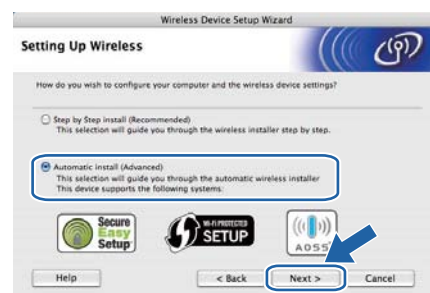 Wireless Device Setup Wizard
Setting Up Wireless
How do you wish to configure your computer and the wireless device settings?
Step by Step install (Recommended)
This selection will guide you through the wireless installer step by step.
Automatic install (Advanced)
This selection will guide you through the automatic wireless installer
This device supports the following systems:
Secure
Easy
Setup
WI-FI PROTECTED
SETUP
AOSS
Help
< Back
Next >
Cancel